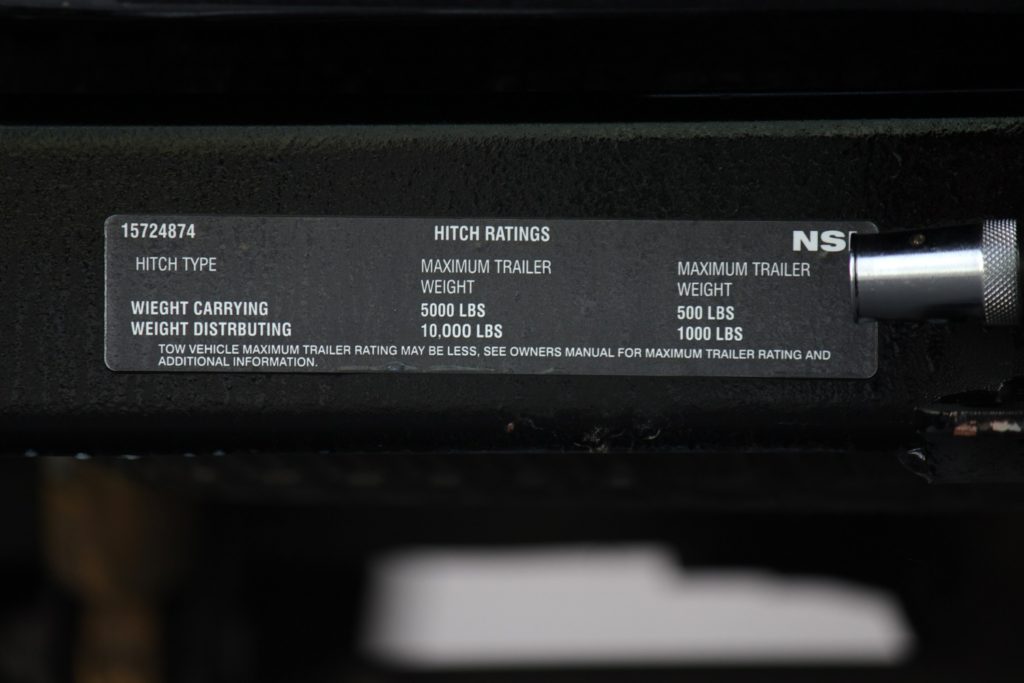 15724874 HITCH RATINGS NS
HITCH TYPE MAXIMUM TRAILER MAXIMUM TRAILER
WEIGHT WEIGHT
WIEGHT CARRYING 5000 LBS 500 LBS
WEIGHT DISTRBUTING 10,000 LBS 1000 LBS
TOW VEHICLE MAXIMUM TRAILER RATING MAY BE LESS, SEE OWNERS MANUAL FOR MAXIMUM TRAILER RATING AND
ADDITIONAL INFORMATION.